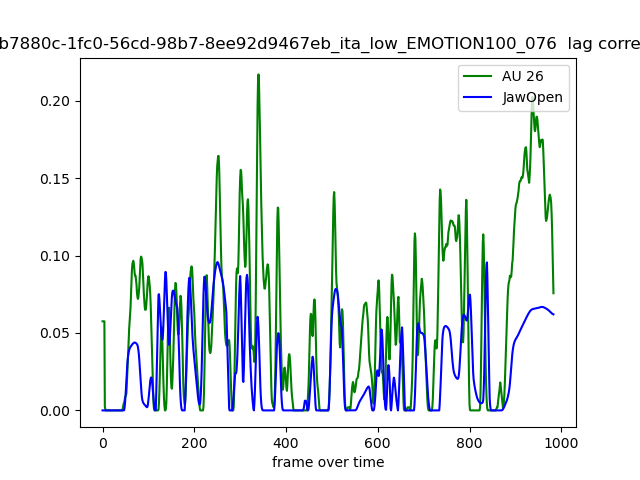 b7880c-1fc0-56cd-98b7-8ee92d9467eb_ita_low_EMOTION100_076  lag corre
AU 26
JawOpen
0.20
0.15
0.10
0.05
0.00
0 200 400 600 800 1000
frame over time